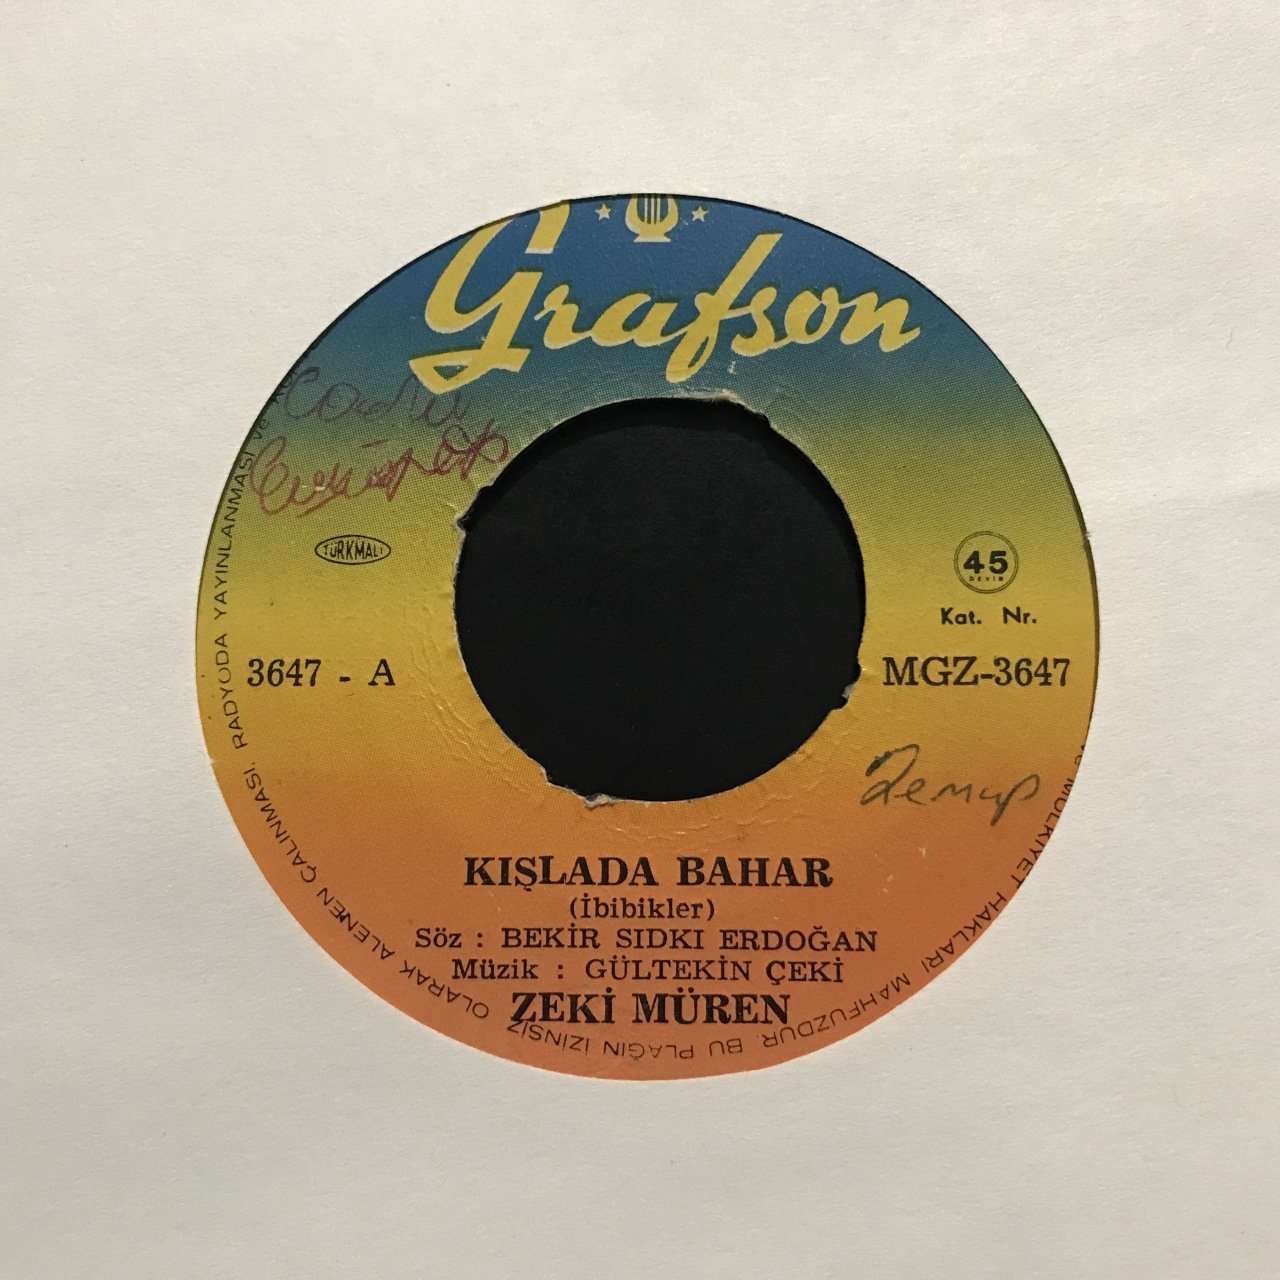 Grafson
TÜRKMALI
45
DEVİR
Kat. Nr.
3647 - A
MGZ-3647
KIŞLADA BAHAR
(İbibikler)
Söz : BEKİR SIDKI ERDOĞAN
Müzik : GÜLTEKİN ÇEKİ
ZEKİ MÜREN
MÜLKİYET HAKLARI MAHFUZDUR. BU PLAĞIN İZİNSİZ OLARAK ALENEN ÇALINMASI, RADYODA YAYINLANMASI ve